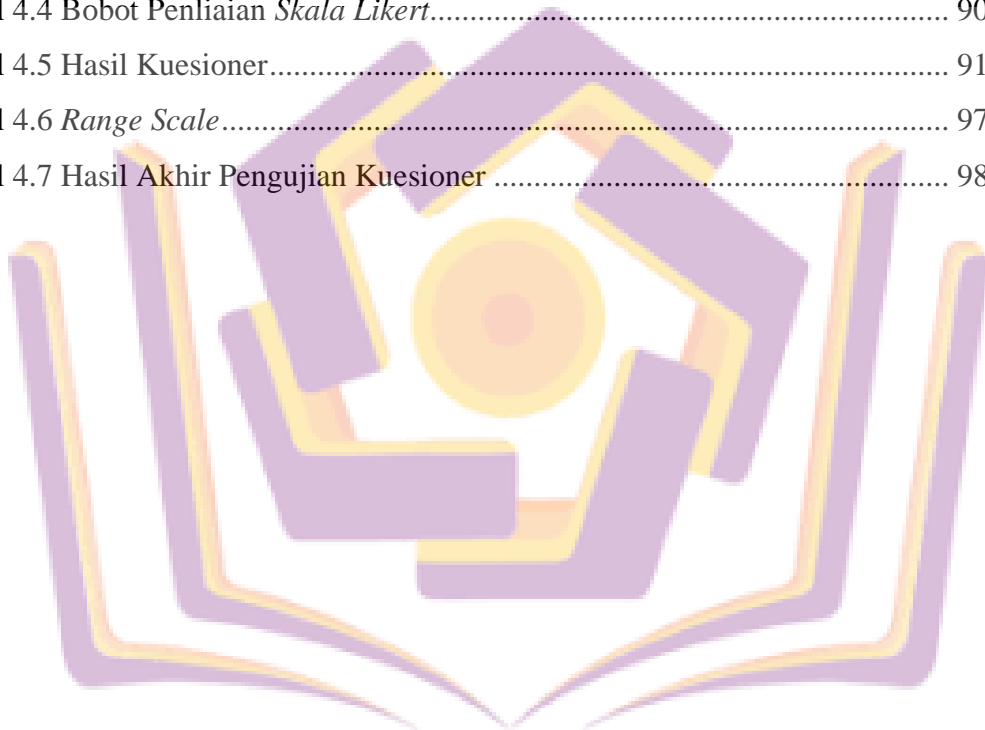 l 4.4 Bobot Penliaian Skala Likert.......................................................... 90
l 4.5 Hasil Kuesioner............................................................................ 91
l 4.6 Range Scale.................................................................................. 97
l 4.7 Hasil Akhir Pengujian Kuesioner .................................................. 98